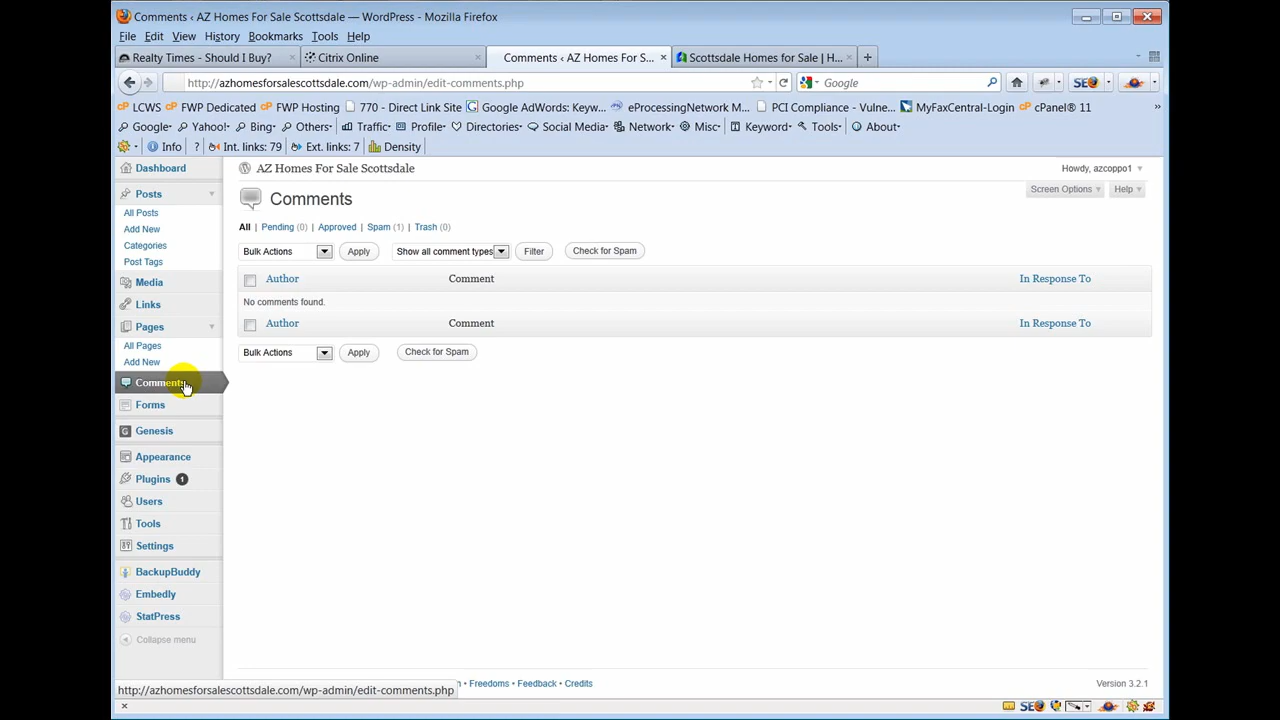 Comments ‹ AZ Homes For Sale Scottsdale — WordPress - Mozilla Firefox
File Edit View History Bookmarks Tools Help
Realty Times - Should I Buy? × Citrix Online × Comments ‹ AZ Homes For S... × Scottsdale Homes for Sale | H... × +
http://azhomesforsalescottsdale.com/wp-admin/edit-comments.php Google SEO
cP LCWS cP FWP Dedicated cP FWP Hosting 770 - Direct Link Site Google AdWords: Keyw... eProcessingNetwork M... PCI Compliance - Vulne... MyFaxCentral-Login cP cPanel® 11 »
Google Yahoo! Bing Others Traffic Profile Directories Social Media Network Misc Keyword Tools About
Info ? Int. links: 79 Ext. links: 7 Density
Dashboard
Posts
All Posts
Add New
Categories
Post Tags
Media
Links
Pages
All Pages
Add New
Comments
Forms
G Genesis
Appearance
Plugins 1
Users
Tools
Settings
BackupBuddy
Embedly
StatPress
Collapse menu
AZ Homes For Sale Scottsdale Howdy, azcoppo1
Screen Options Help
Comments
All Pending (0) | Approved | Spam (1) | Trash (0)
Bulk Actions Apply Show all comment types Filter Check for Spam
Author Comment In Response To
No comments found.
Author Comment In Response To
Bulk Actions Apply Check for Spam
• Freedoms • Feedback • Credits Version 3.2.1
http://azhomesforsalescottsdale.com/wp-admin/edit-comments.php
× SEO